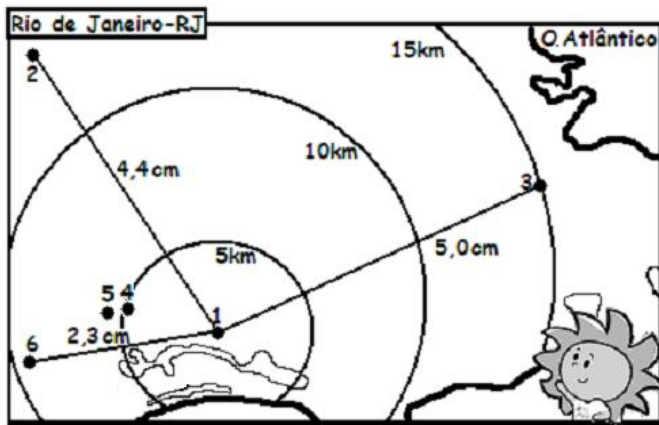 Rio de Janeiro-RJ
O.Atlântico
15km
2
10km
4,4cm
3
5,0cm
5km
5 4
1
2,3cm
6